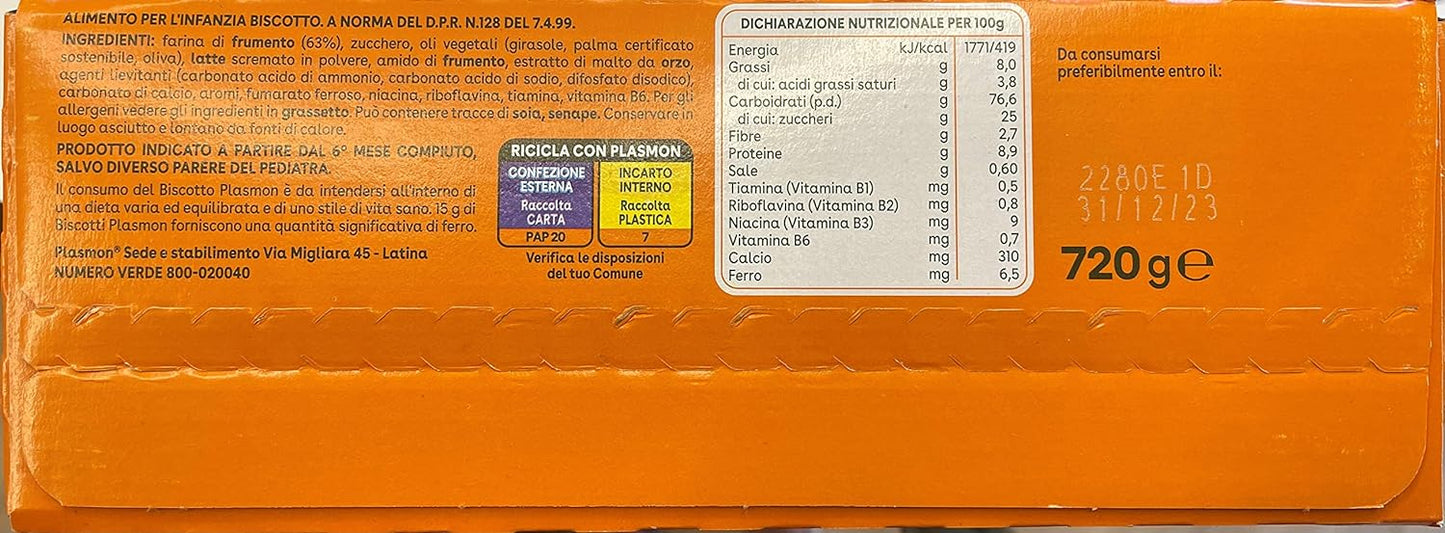 ALIMENTO PER L'INFANZIA BISCOTTO. A NORMA DEL D.P.R. N.128 DEL 7.4.99.
INGREDIENTI: farina di frumento (63%), zucchero, oli vegetali (girasole, palma certificato
sostenibile, oliva), latte scremato in polvere, amido di frumento, estratto di malto da orzo,
agenti lievitanti (carbonato acido di ammonio, carbonato acido di sodio, difosfato disodico),
carbonato di calcio, aromi, fumarato ferroso, niacina, riboflavina, tiamina, vitamina B6. Per gli
allergeni vedere gli ingredienti in grassetto. Può contenere tracce di soia, senape. Conservare in
luogo asciutto e lontano da fonti di calore.
PRODOTTO INDICATO A PARTIRE DAL 6° MESE COMPIUTO,
SALVO DIVERSO PARERE DEL PEDIATRA.
Il consumo del Biscotto Plasmon è da intendersi all'interno di
una dieta varia ed equilibrata e di uno stile di vita sano. 15 g di
Biscotti Plasmon forniscono una quantità significativa di ferro.
Plasmon® Sede e stabilimento Via Migliara 45 - Latina
NUMERO VERDE 800-020040
RICICLA CON PLASMON
CONFEZIONE
ESTERNA
Raccolta
CARTA
PAP 20
INCARTO
INTERNO
Raccolta
PLASTICA
7
Verifica le disposizioni
del tuo Comune
DICHIARAZIONE NUTRIZIONALE PER 100g
Energia kJ/kcal 1771/419
Grassi g 8,0
di cui: acidi grassi saturi g 3,8
Carboidrati (p.d.) g 76,6
di cui: zuccheri g 25
Fibre g 2,7
Proteine g 8,9
Sale g 0,60
Tiamina (Vitamina B1) mg 0,5
Riboflavina (Vitamina B2) mg 0,8
Niacina (Vitamina B3) mg 9
Vitamina B6 mg 0,7
Calcio mg 310
Ferro mg 6,5
Da consumarsi
preferibilmente entro il:
2280E 1D
31/12/23
720 g ℮